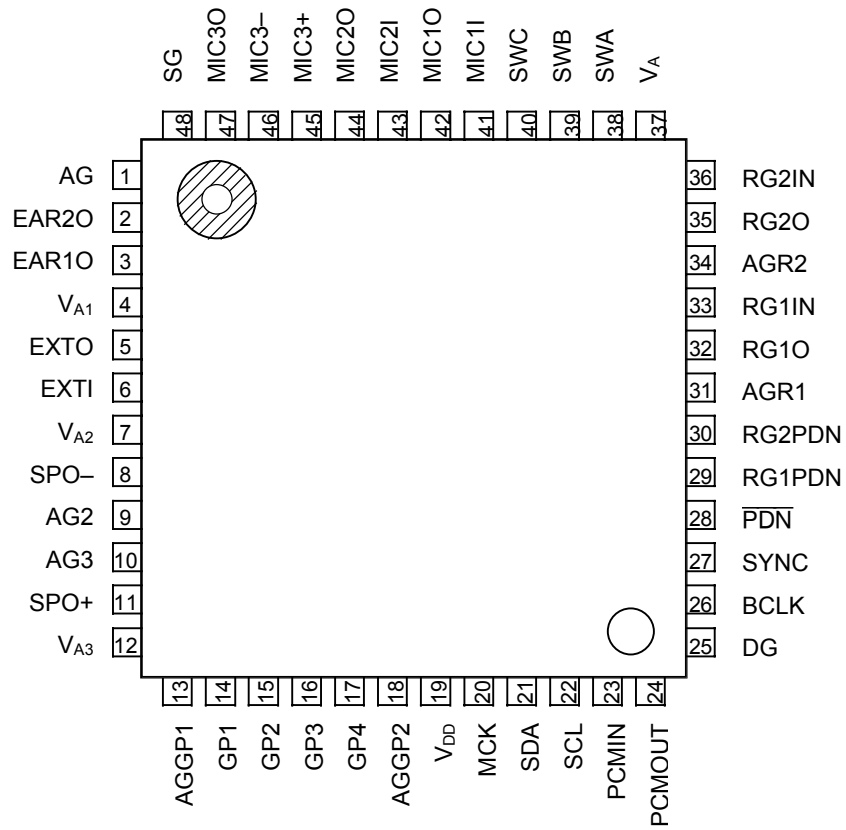 SG MIC3O MIC3– MIC3+ MIC2O MIC2I MIC1O MIC1I SWC SWB SWA VA
48 47 46 45 44 43 42 41 40 39 38 37
AG 1 36 RG2IN
EAR2O 2 35 RG2O
EAR1O 3 34 AGR2
VA1 4 33 RG1IN
EXTO 5 32 RG1O
EXTI 6 31 AGR1
VA2 7 30 RG2PDN
SPO– 8 29 RG1PDN
AG2 9 28 PDN
AG3 10 27 SYNC
SPO+ 11 26 BCLK
VA3 12 25 DG
13 14 15 16 17 18 19 20 21 22 23 24
AGGP1 GP1 GP2 GP3 GP4 AGGP2 VDD MCK SDA SCL PCMIN PCMOUT